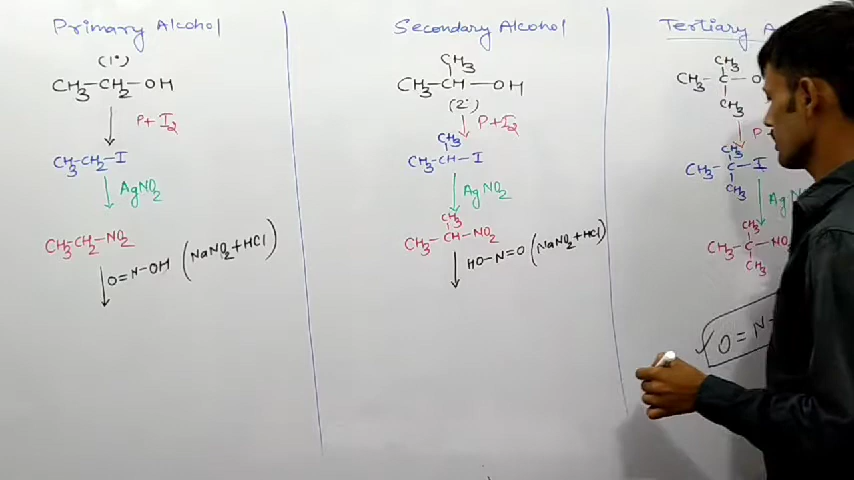 Primary Alcohol
(1°)
CH3-CH2-OH
P+ I2
CH3-CH2-I
AgNO2
CH3-CH2-NO2
O=N-OH (NaNO2+HCl)
Secondary Alcohol
CH3
CH3-CH-OH
(2°)
P+I2
CH3
CH3-CH-I
AgNO2
CH3
CH3-CH-NO2
HO-N=O (NaNO2+HCl)
Tertiary
CH3
CH3-C-O
CH3
P
CH3
CH3-C-I
CH3
CH3
CH3-C-NO2
CH3
O=N-